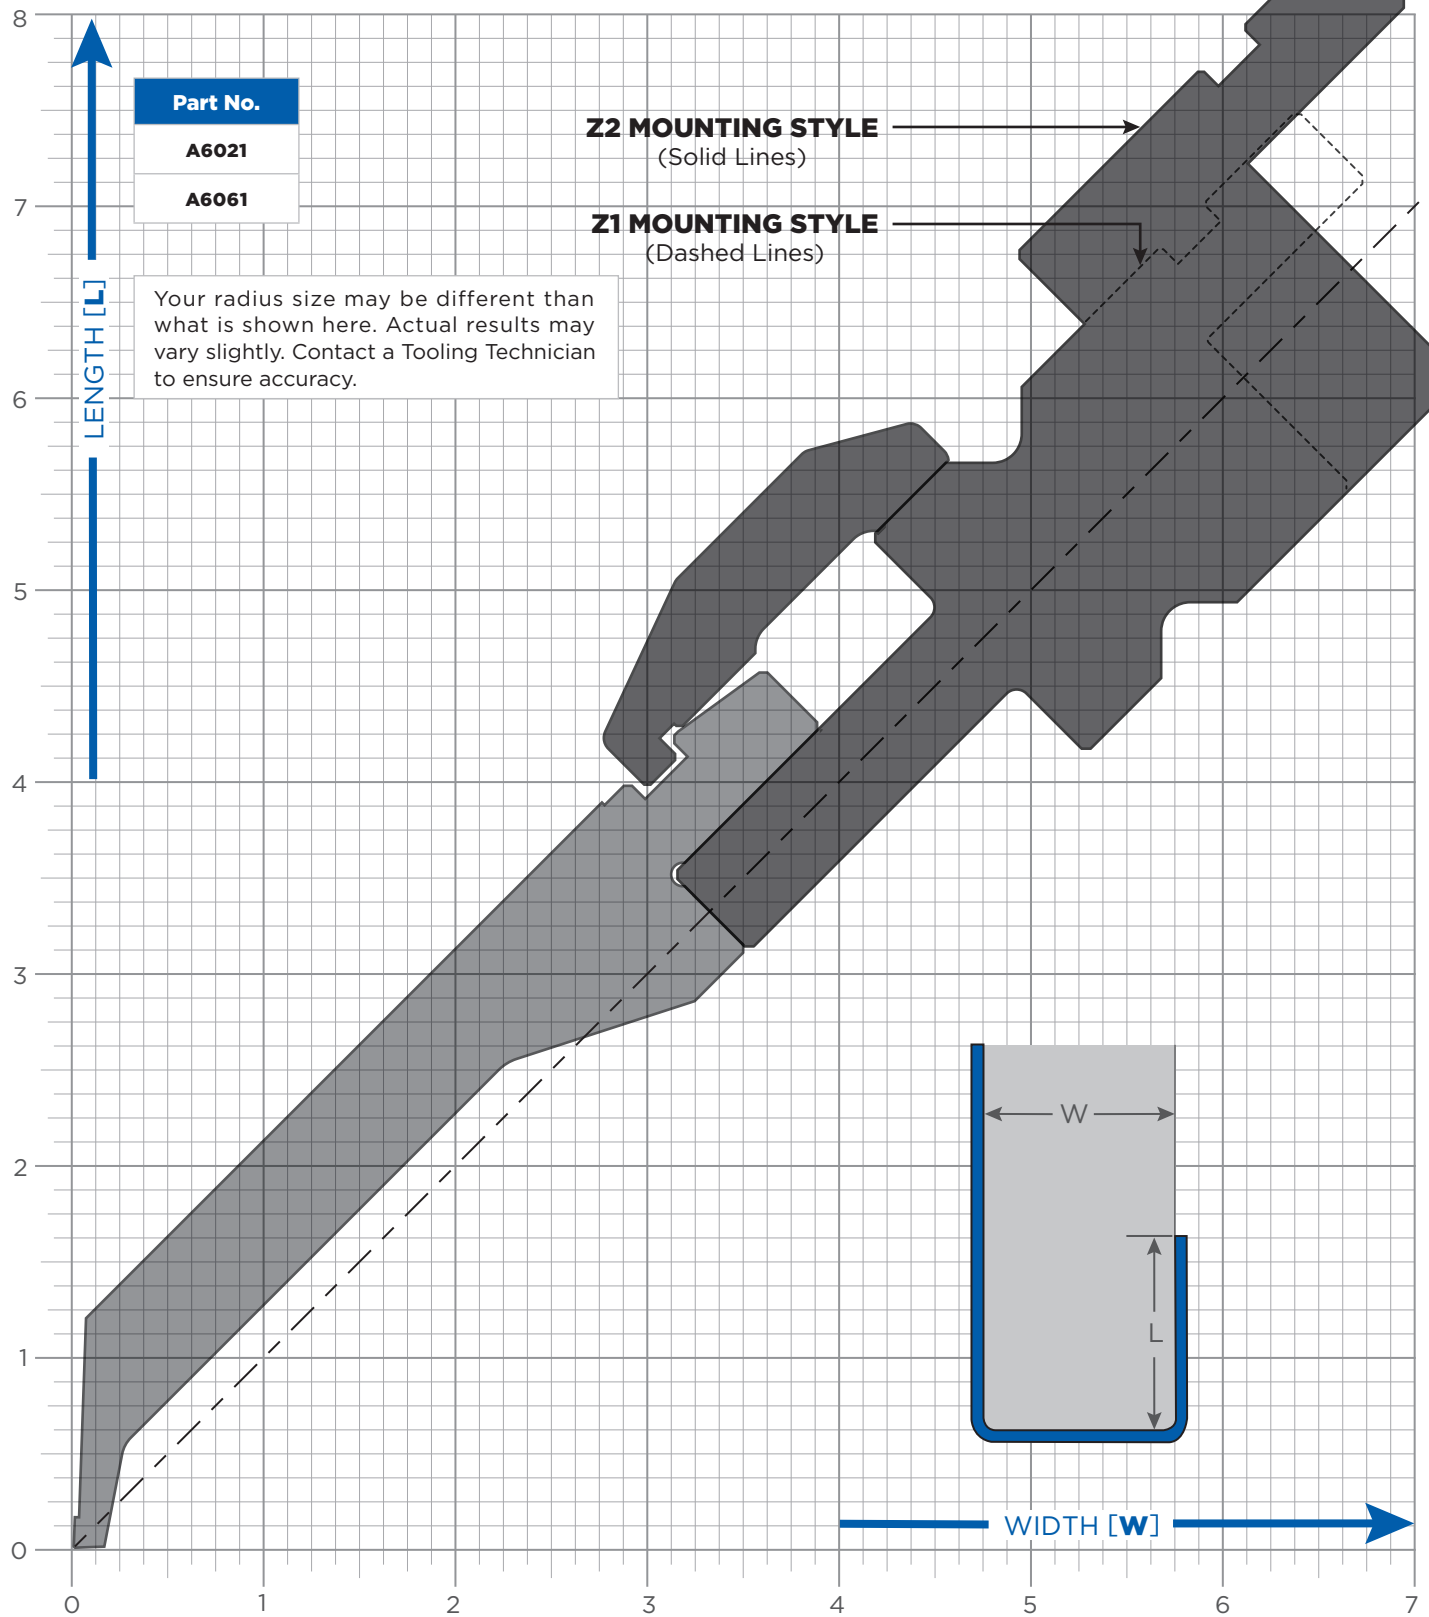 8
7
6
5
4
3
2
1
0
LENGTH [L]
Part No.
A6021
A6061
Your radius size may be different than
what is shown here. Actual results may
vary slightly. Contact a Tooling Technician
to ensure accuracy.
Z2 MOUNTING STYLE
(Solid Lines)
Z1 MOUNTING STYLE
(Dashed Lines)
W
L
WIDTH [W]
0 1 2 3 4 5 6 7